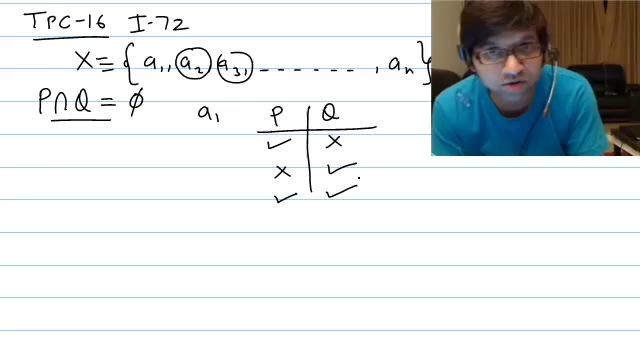 TPC-16 I-72
X = { a₁, a₂, a₃, - - - - - - - , aₙ }
P∩Q = ϕ
a₁ P Q
✓ ×
× ✓
✓ ✓